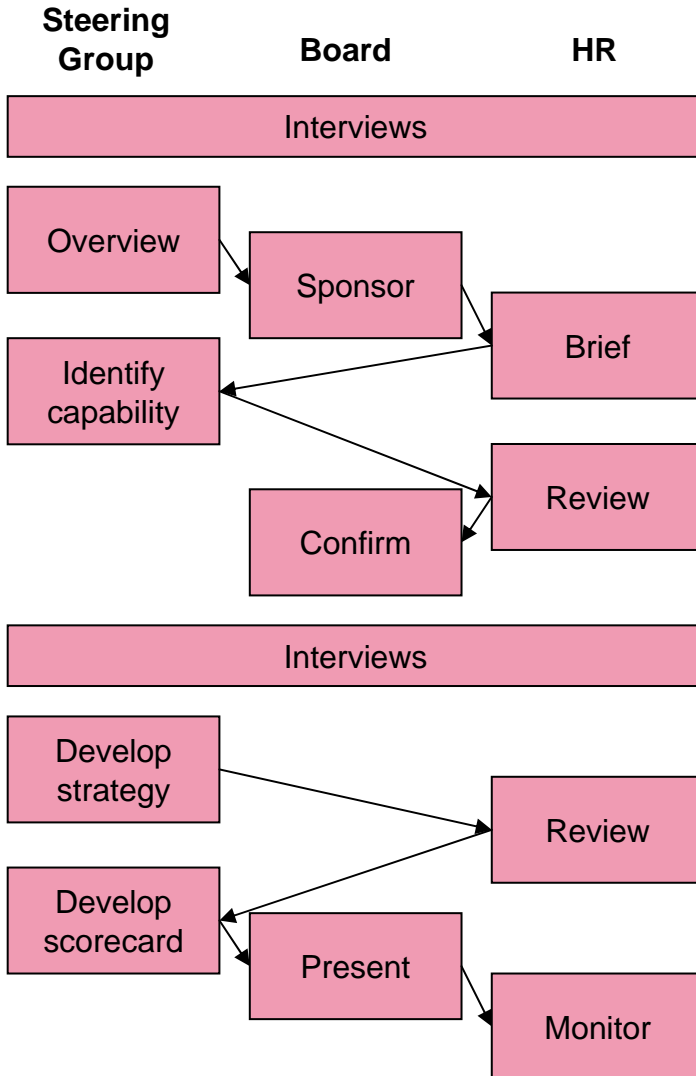 Steering
Group
Board
HR
Interviews
Overview
Sponsor
Brief
Identify
capability
Review
Confirm
Interviews
Develop
strategy
Review
Develop
scorecard
Present
Monitor